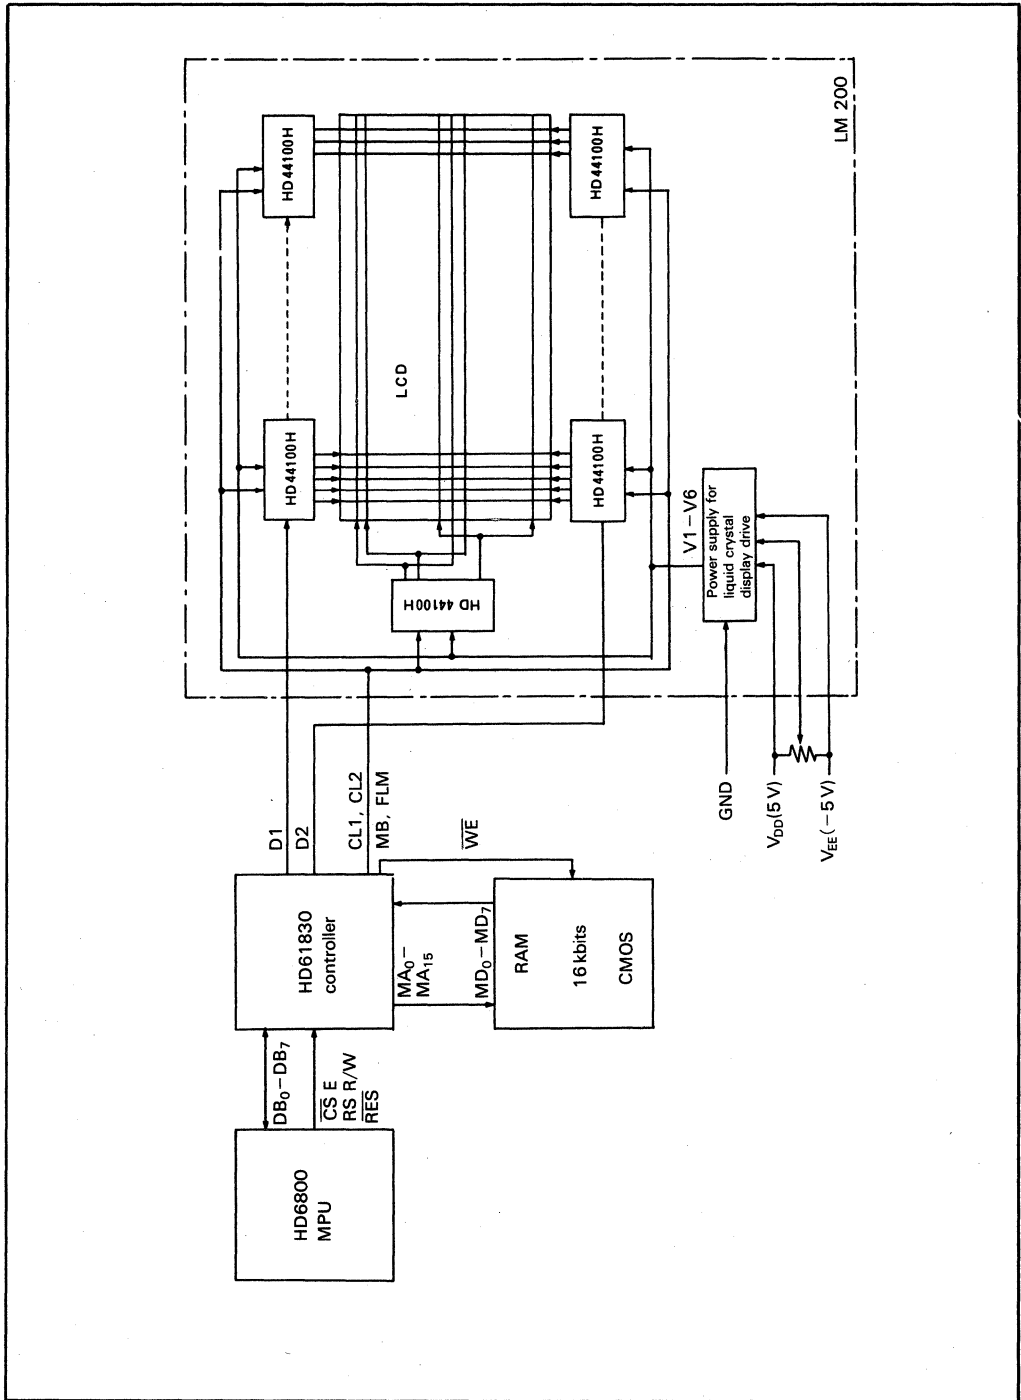 HD6800
MPU
DB0–DB7
CS E
RS R/W
RES
HD61830
controller
MA0–
MA15
MD0–MD7
RAM
16 kbits
CMOS
D1
D2
CL1, CL2
MB, FLM
WE
GND
VDD(5 V)
VEE(−5 V)
HD44100H
HD44100H
HD 44100H
LCD
HD44100H
HD44100H
V1–V6
Power supply for
liquid crystal
display drive
LM 200